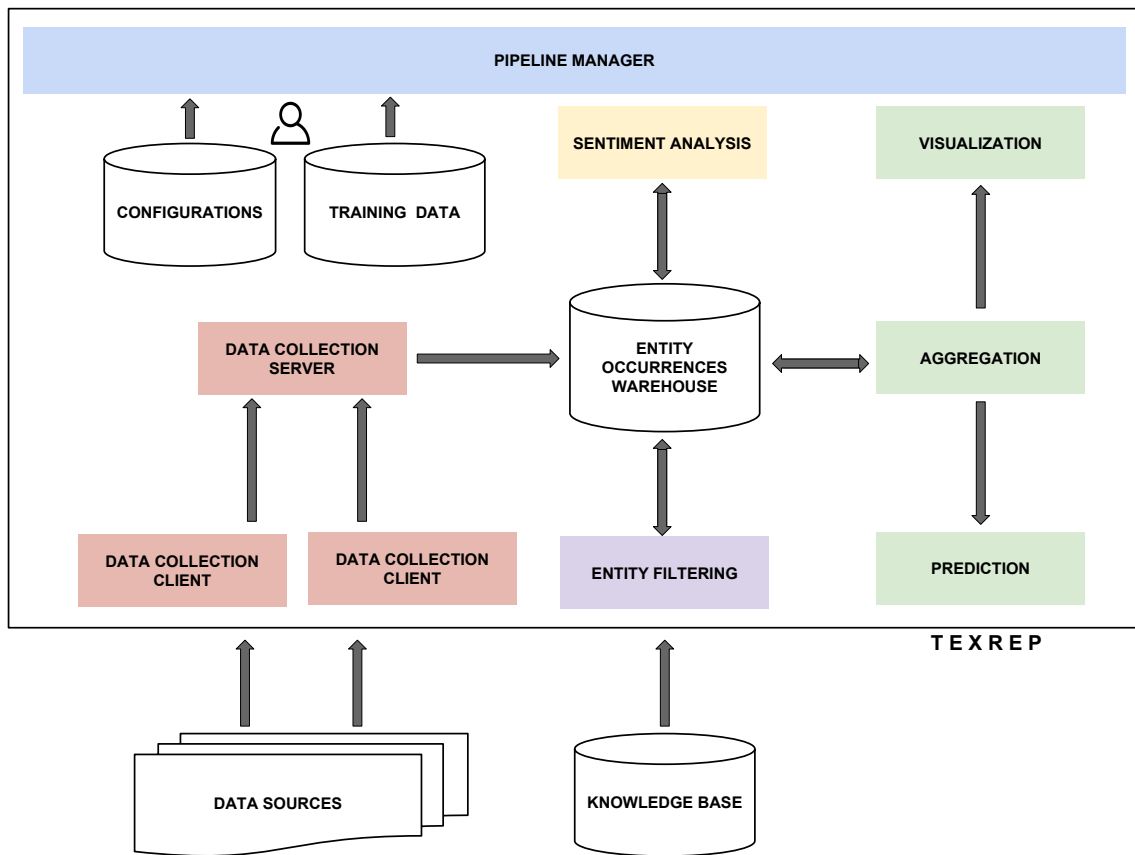 PIPELINE MANAGER
SENTIMENT ANALYSIS
VISUALIZATION
CONFIGURATIONS
TRAINING DATA
DATA COLLECTION
SERVER
ENTITY
OCCURRENCES
WAREHOUSE
AGGREGATION
DATA COLLECTION
CLIENT
DATA COLLECTION
CLIENT
ENTITY FILTERING
PREDICTION
TEXREP
DATA SOURCES
KNOWLEDGE BASE